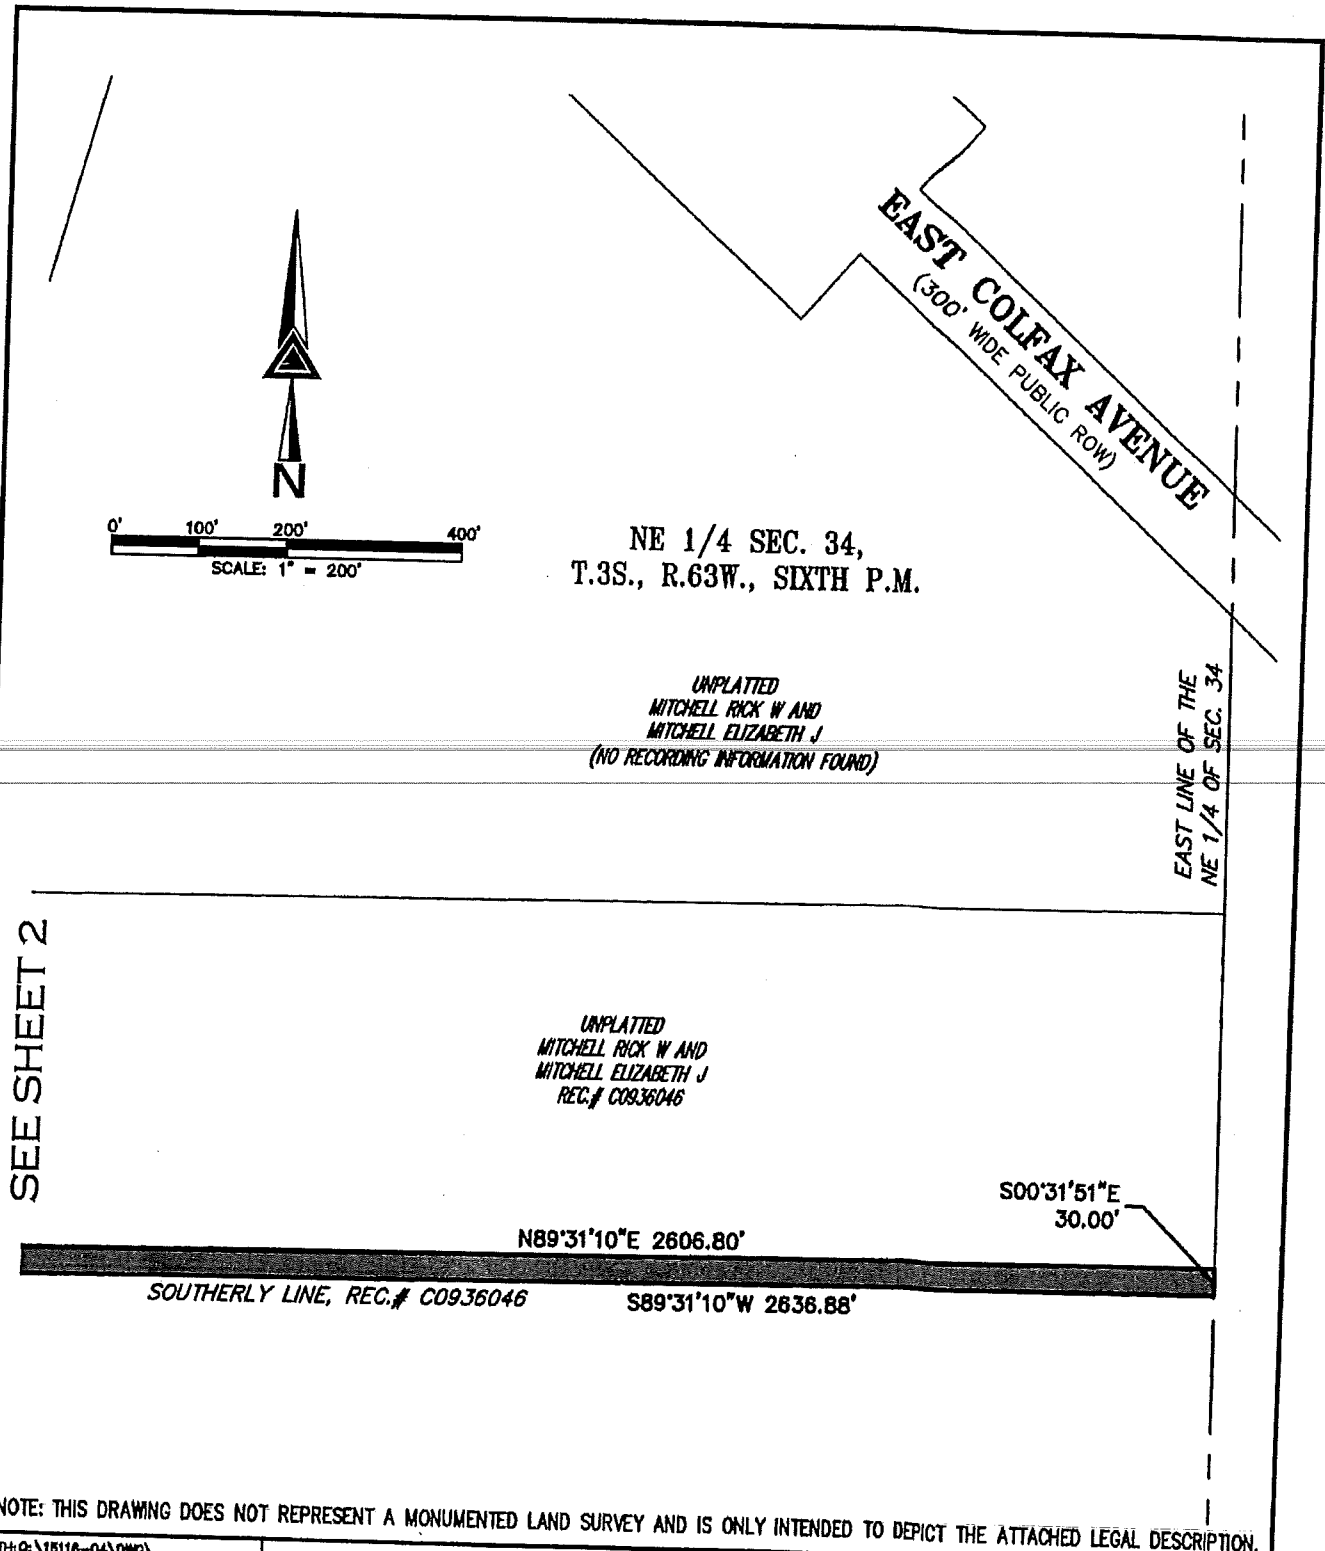 EAST COLFAX AVENUE
(300' WIDE PUBLIC ROW)
N
0' 100' 200' 400'
SCALE: 1" = 200'
NE 1/4 SEC. 34,
T.3S., R.63W., SIXTH P.M.
UNPLATTED
MITCHELL RICK W AND
MITCHELL ELIZABETH J
(NO RECORDING INFORMATION FOUND)
EAST LINE OF THE
NE 1/4 OF SEC. 34
SEE SHEET 2
UNPLATTED
MITCHELL RICK W AND
MITCHELL ELIZABETH J
REC.# C0936046
S00°31'51"E
30.00'
N89°31'10"E 2606.80'
SOUTHERLY LINE, REC.# C0936046
S89°31'10"W 2636.88'
NOTE: THIS DRAWING DOES NOT REPRESENT A MONUMENTED LAND SURVEY AND IS ONLY INTENDED TO DEPICT THE ATTACHED LEGAL DESCRIPTION.